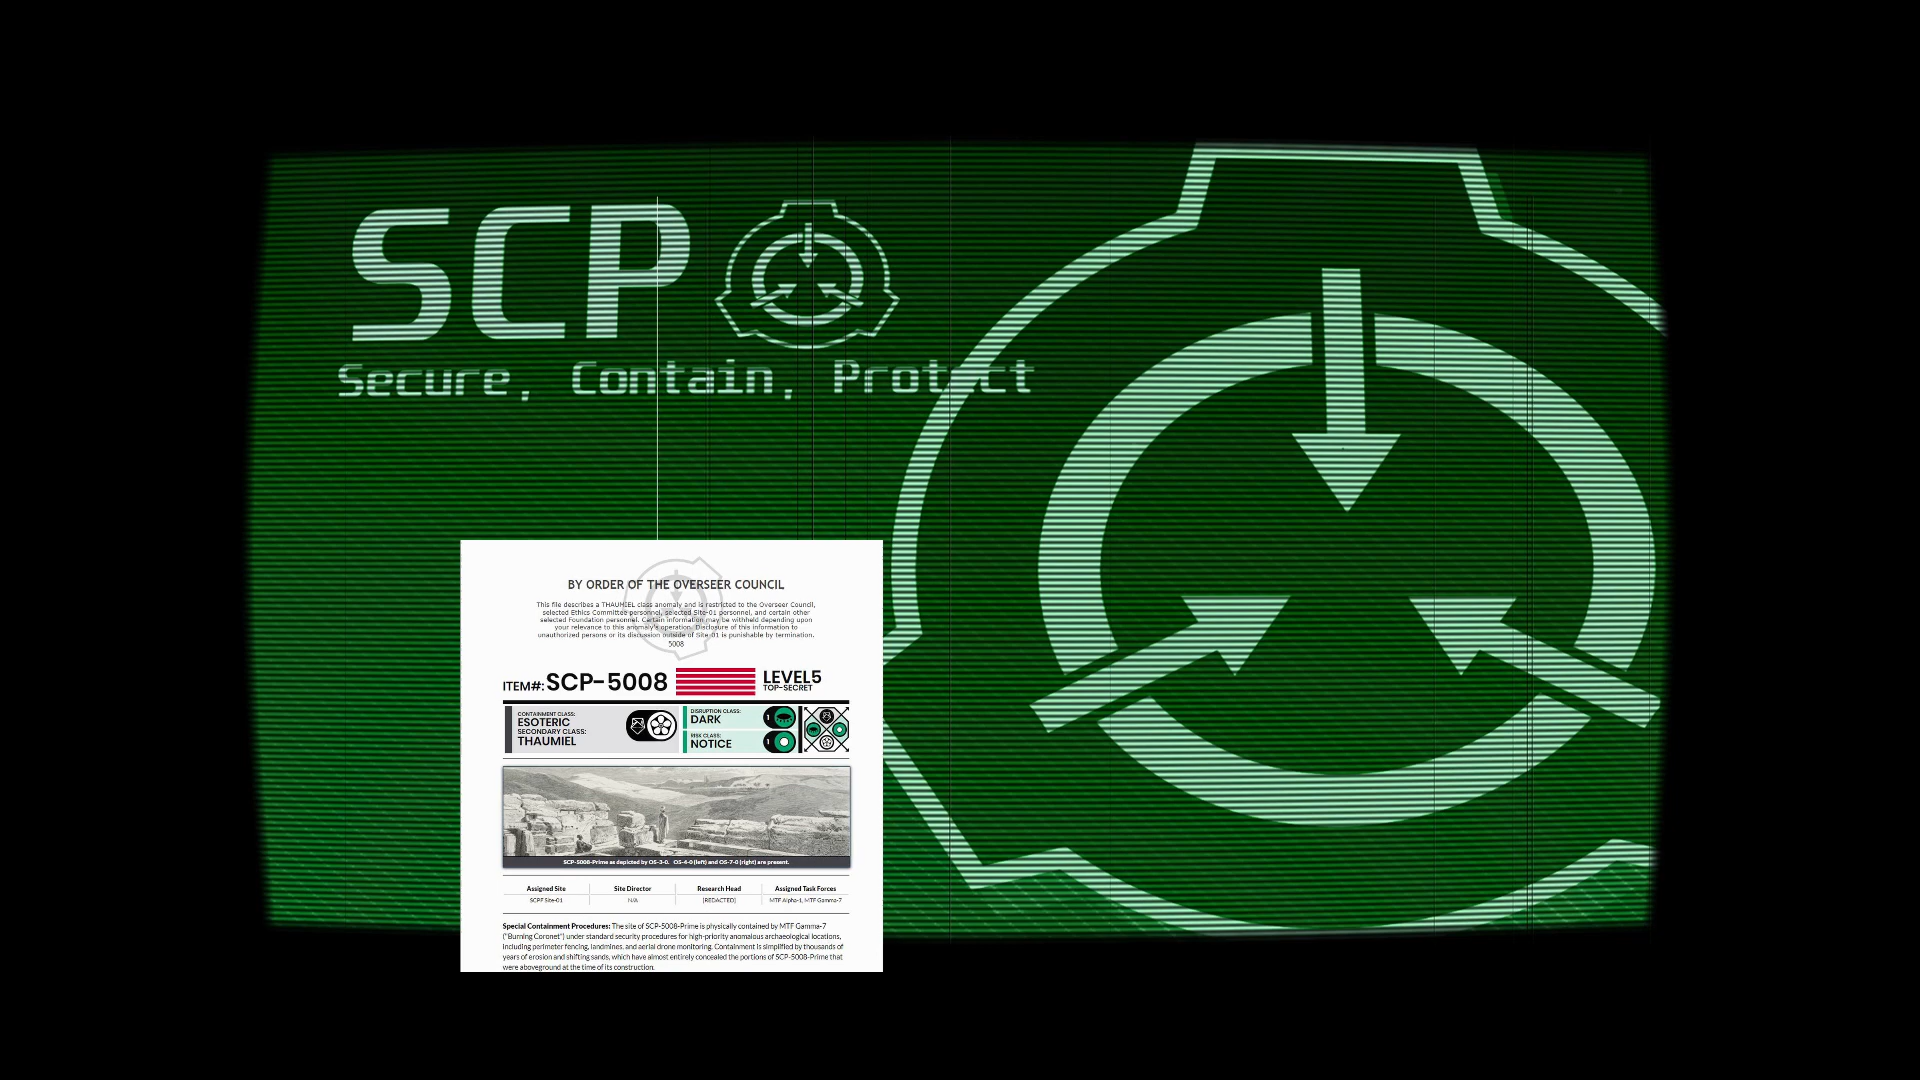 SCP
Secure, Contain, Protect
BY ORDER OF THE OVERSEER COUNCIL
This file describes a THAUMIEL class anomaly and is restricted to the Overseer Council,
selected Ethics Committee personnel, selected Site-01 personnel, and certain other
selected Foundation personnel. Certain information may be withheld depending upon
your relevance to this anomaly's operation. Disclosure of this information to
unauthorized persons or its discussion outside of Site-01 is punishable by termination.
5008
ITEM#: SCP-5008
LEVEL5
TOP-SECRET
CONTAINMENT CLASS:
ESOTERIC
SECONDARY CLASS:
THAUMIEL
DISRUPTION CLASS:
DARK
1
RISK CLASS:
NOTICE
1
SCP-5008-Prime as depicted by OS-3-0. OS-4-0 (left) and OS-7-0 (right) are present.
Assigned Site Site Director Research Head Assigned Task Forces
SCPF Site-01 N/A [REDACTED] MTF Alpha-1, MTF Gamma-7
Special Containment Procedures: The site of SCP-5008-Prime is physically contained by MTF Gamma-7
("Burning Coronet") under standard security procedures for high-priority anomalous archaeological locations,
including perimeter fencing, landmines, and aerial drone monitoring. Containment is simplified by thousands of
years of erosion and shifting sands, which have almost entirely concealed the portions of SCP-5008-Prime that
were aboveground at the time of its construction.